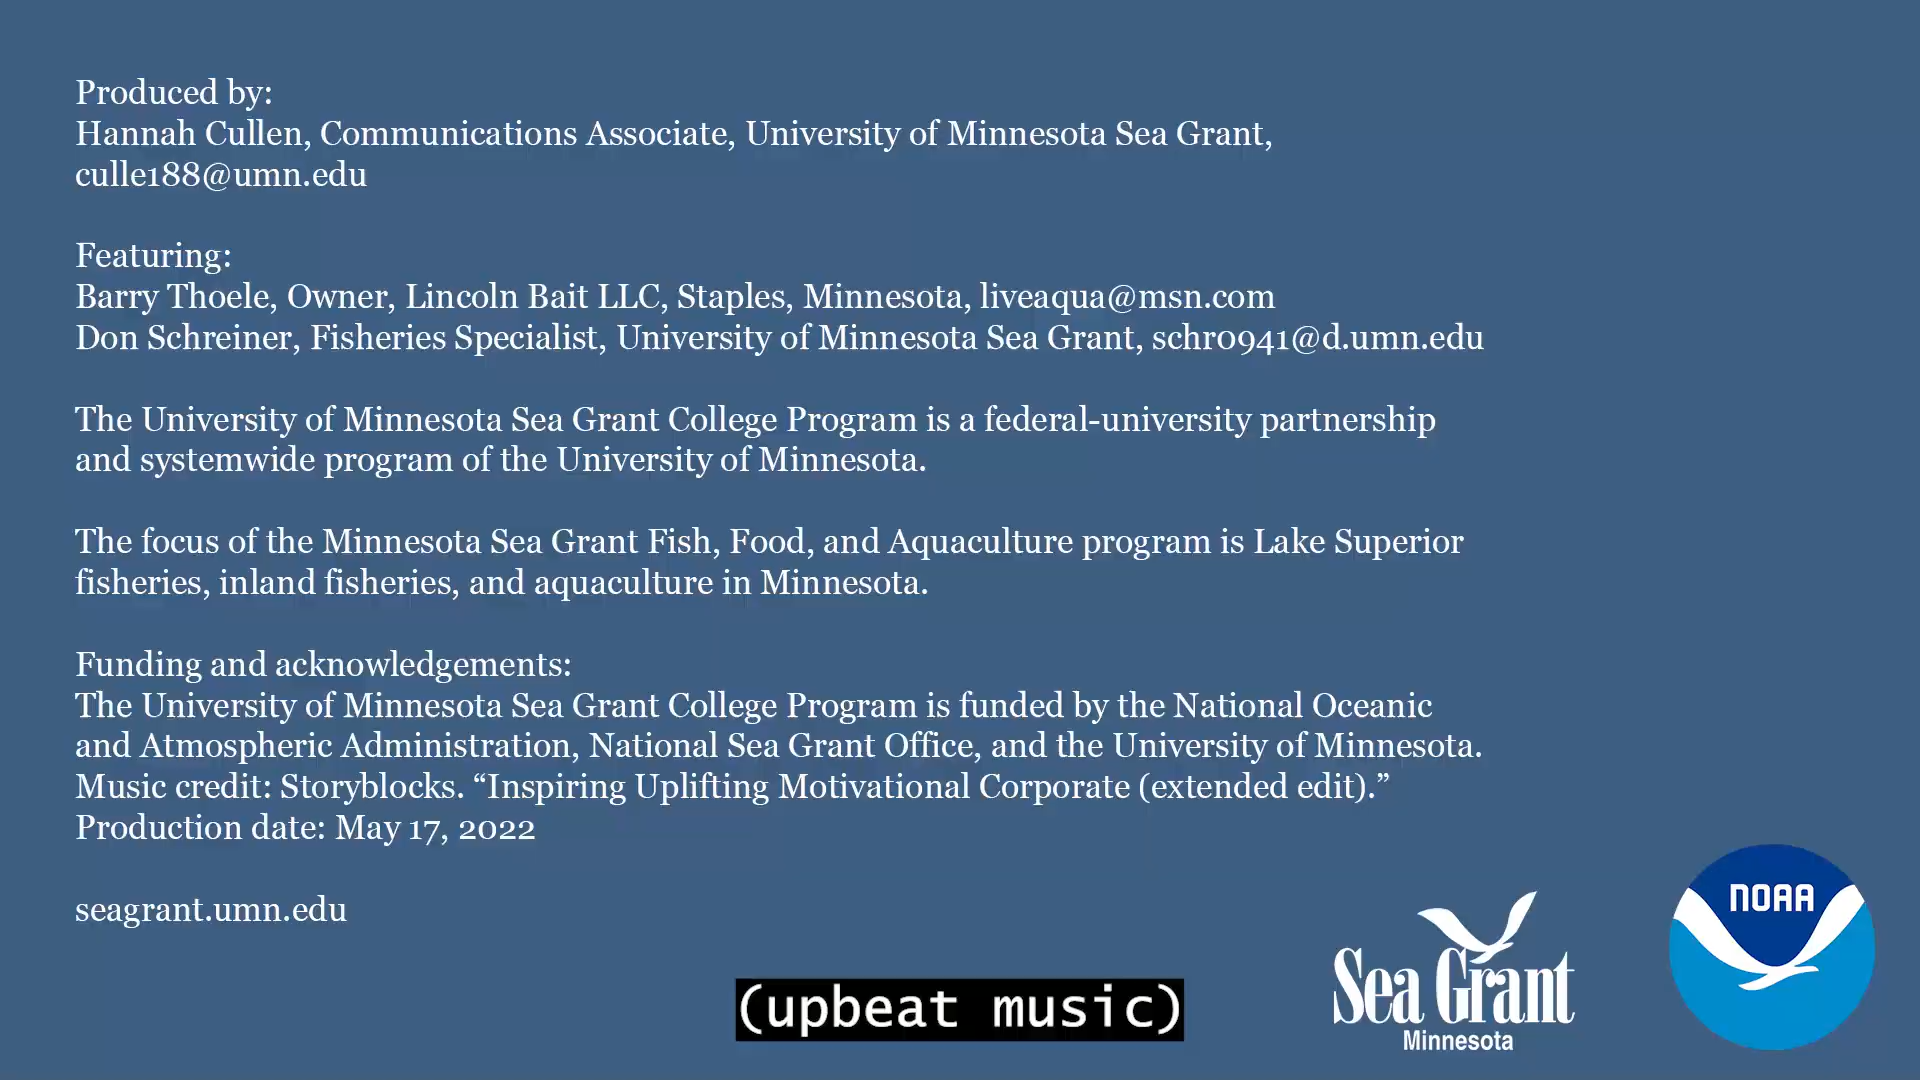 Produced by:
Hannah Cullen, Communications Associate, University of Minnesota Sea Grant,
culle188@umn.edu
Featuring:
Barry Thoele, Owner, Lincoln Bait LLC, Staples, Minnesota, liveaqua@msn.com
Don Schreiner, Fisheries Specialist, University of Minnesota Sea Grant, schr0941@d.umn.edu
The University of Minnesota Sea Grant College Program is a federal-university partnership
and systemwide program of the University of Minnesota.
The focus of the Minnesota Sea Grant Fish, Food, and Aquaculture program is Lake Superior
fisheries, inland fisheries, and aquaculture in Minnesota.
Funding and acknowledgements:
The University of Minnesota Sea Grant College Program is funded by the National Oceanic
and Atmospheric Administration, National Sea Grant Office, and the University of Minnesota.
Music credit: Storyblocks. “Inspiring Uplifting Motivational Corporate (extended edit).”
Production date: May 17, 2022
seagrant.umn.edu
(upbeat music)
Sea Grant
Minnesota
NOAA